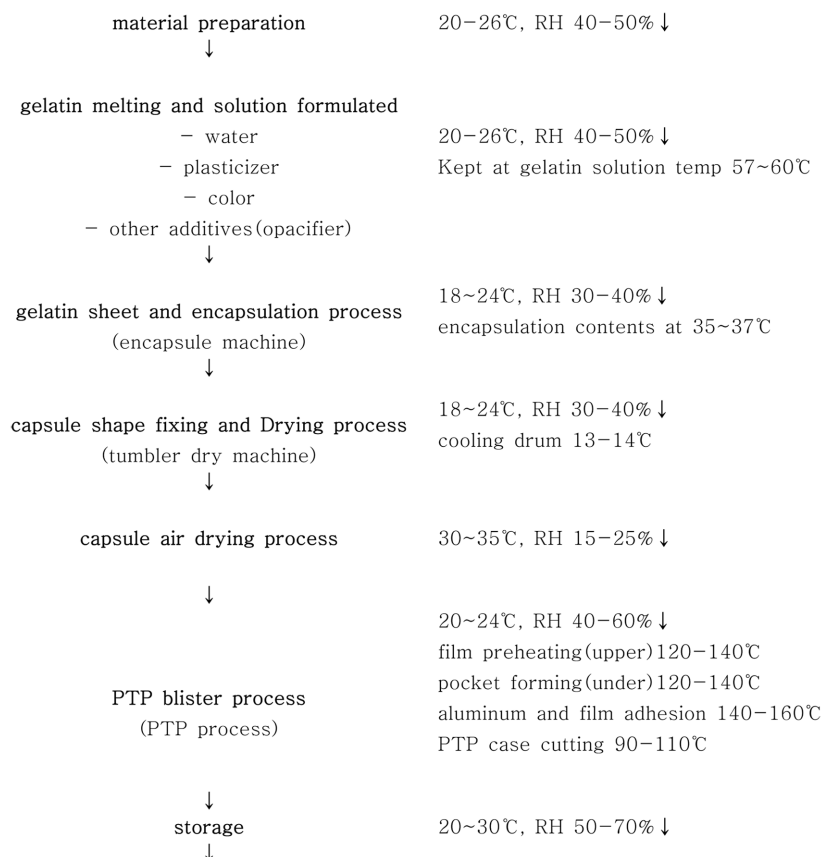 material preparation 20-26℃, RH 40-50%↓
↓
gelatin melting and solution formulated
- water 20-26℃, RH 40-50%↓
- plasticizer Kept at gelatin solution temp 57~60℃
- color
- other additives(opacifier)
↓
18~24℃, RH 30-40%↓
gelatin sheet and encapsulation process
encapsulation contents at 35~37℃
(encapsule machine)
↓
18~24℃, RH 30-40%↓
capsule shape fixing and Drying process
cooling drum 13-14℃
(tumbler dry machine)
↓
capsule air drying process 30~35℃, RH 15-25%↓
↓
20~24℃, RH 40-60%↓
film preheating(upper)120-140℃
pocket forming(under)120-140℃
PTP blister process
aluminum and film adhesion 140-160℃
(PTP process)
PTP case cutting 90-110℃
↓
storage 20~30℃, RH 50-70%↓
↓